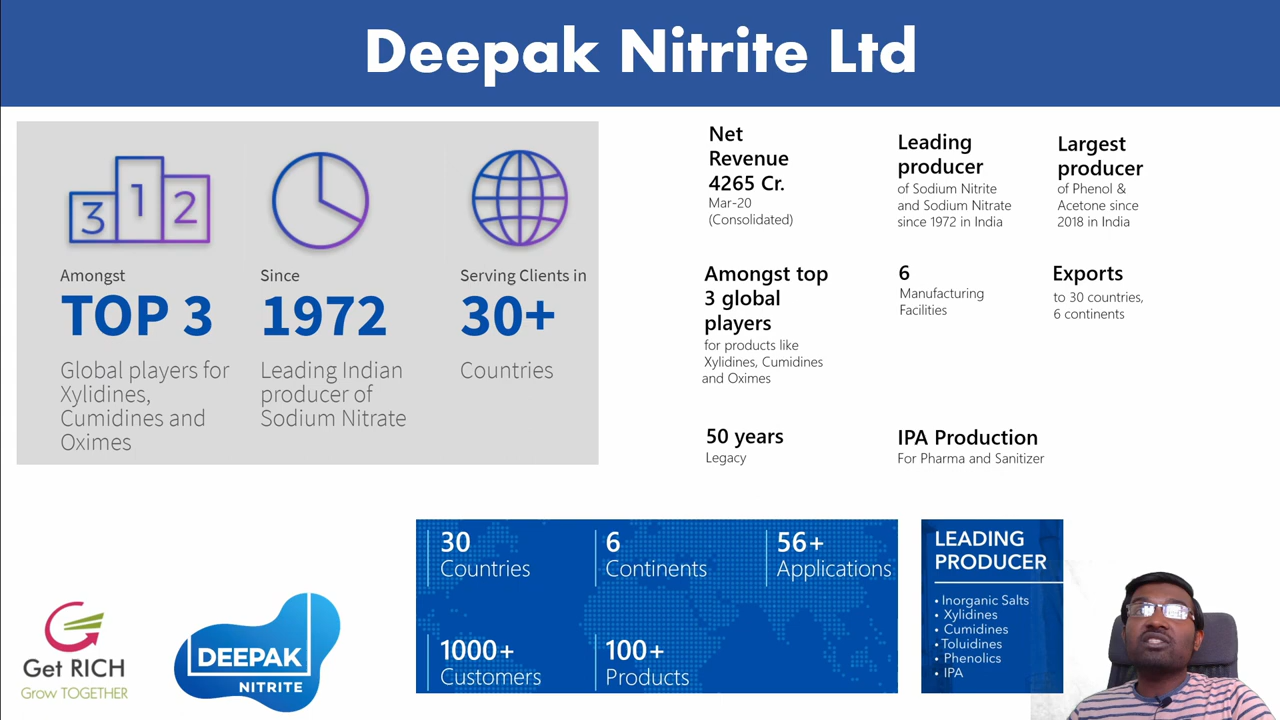 Deepak Nitrite Ltd
3 1 2
Amongst
TOP 3
Global players for
Xylidines,
Cumidines and
Oximes
Since
1972
Leading Indian
producer of
Sodium Nitrate
Serving Clients in
30+
Countries
Net
Revenue
4265 Cr.
Mar-20
(Consolidated)
Leading
producer
of Sodium Nitrite
and Sodium Nitrate
since 1972 in India
Largest
producer
of Phenol &
Acetone since
2018 in India
Amongst top
3 global
players
for products like
Xylidines, Cumidines
and Oximes
6
Manufacturing
Facilities
Exports
to 30 countries,
6 continents
50 years
Legacy
IPA Production
For Pharma and Sanitizer
30
Countries
6
Continents
56+
Applications
1000+
Customers
100+
Products
LEADING
PRODUCER
• Inorganic Salts
• Xylidines
• Cumidines
• Toluidines
• Phenolics
• IPA
Get RICH
Grow TOGETHER
DEEPAK
NITRITE